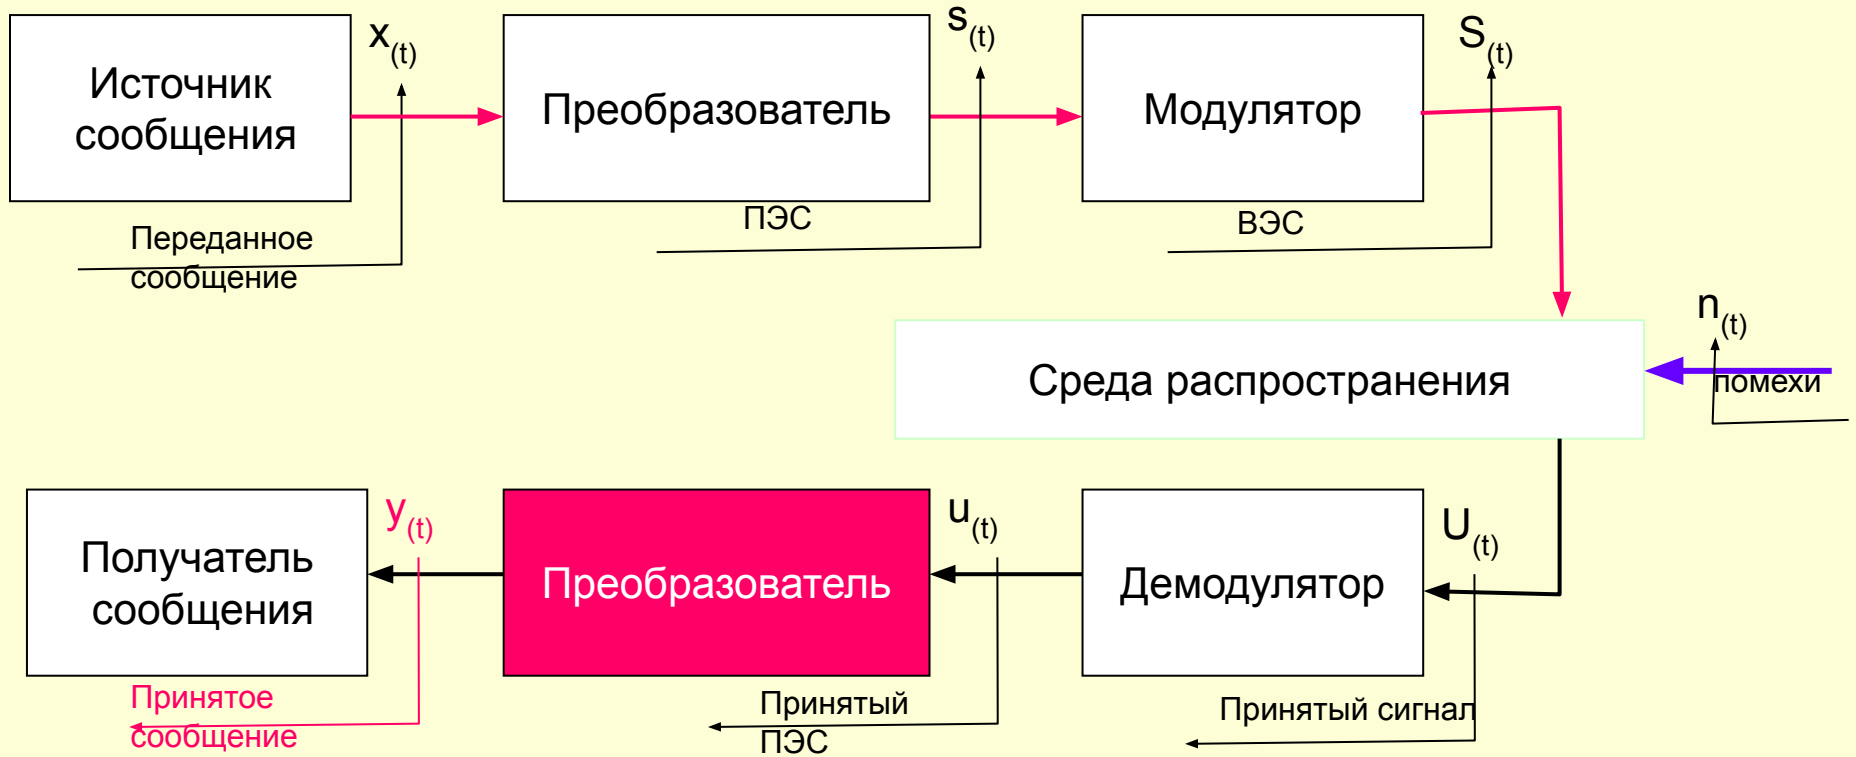 Источник
сообщения
x(t)
Переданное
сообщение
Преобразователь
s(t)
ПЭС
Модулятор
S(t)
ВЭС
Среда распространения
n(t)
помехи
Получатель
сообщения
y(t)
Принятое
сообщение
Преобразователь
u(t)
Принятый
ПЭС
Демодулятор
U(t)
Принятый сигнал